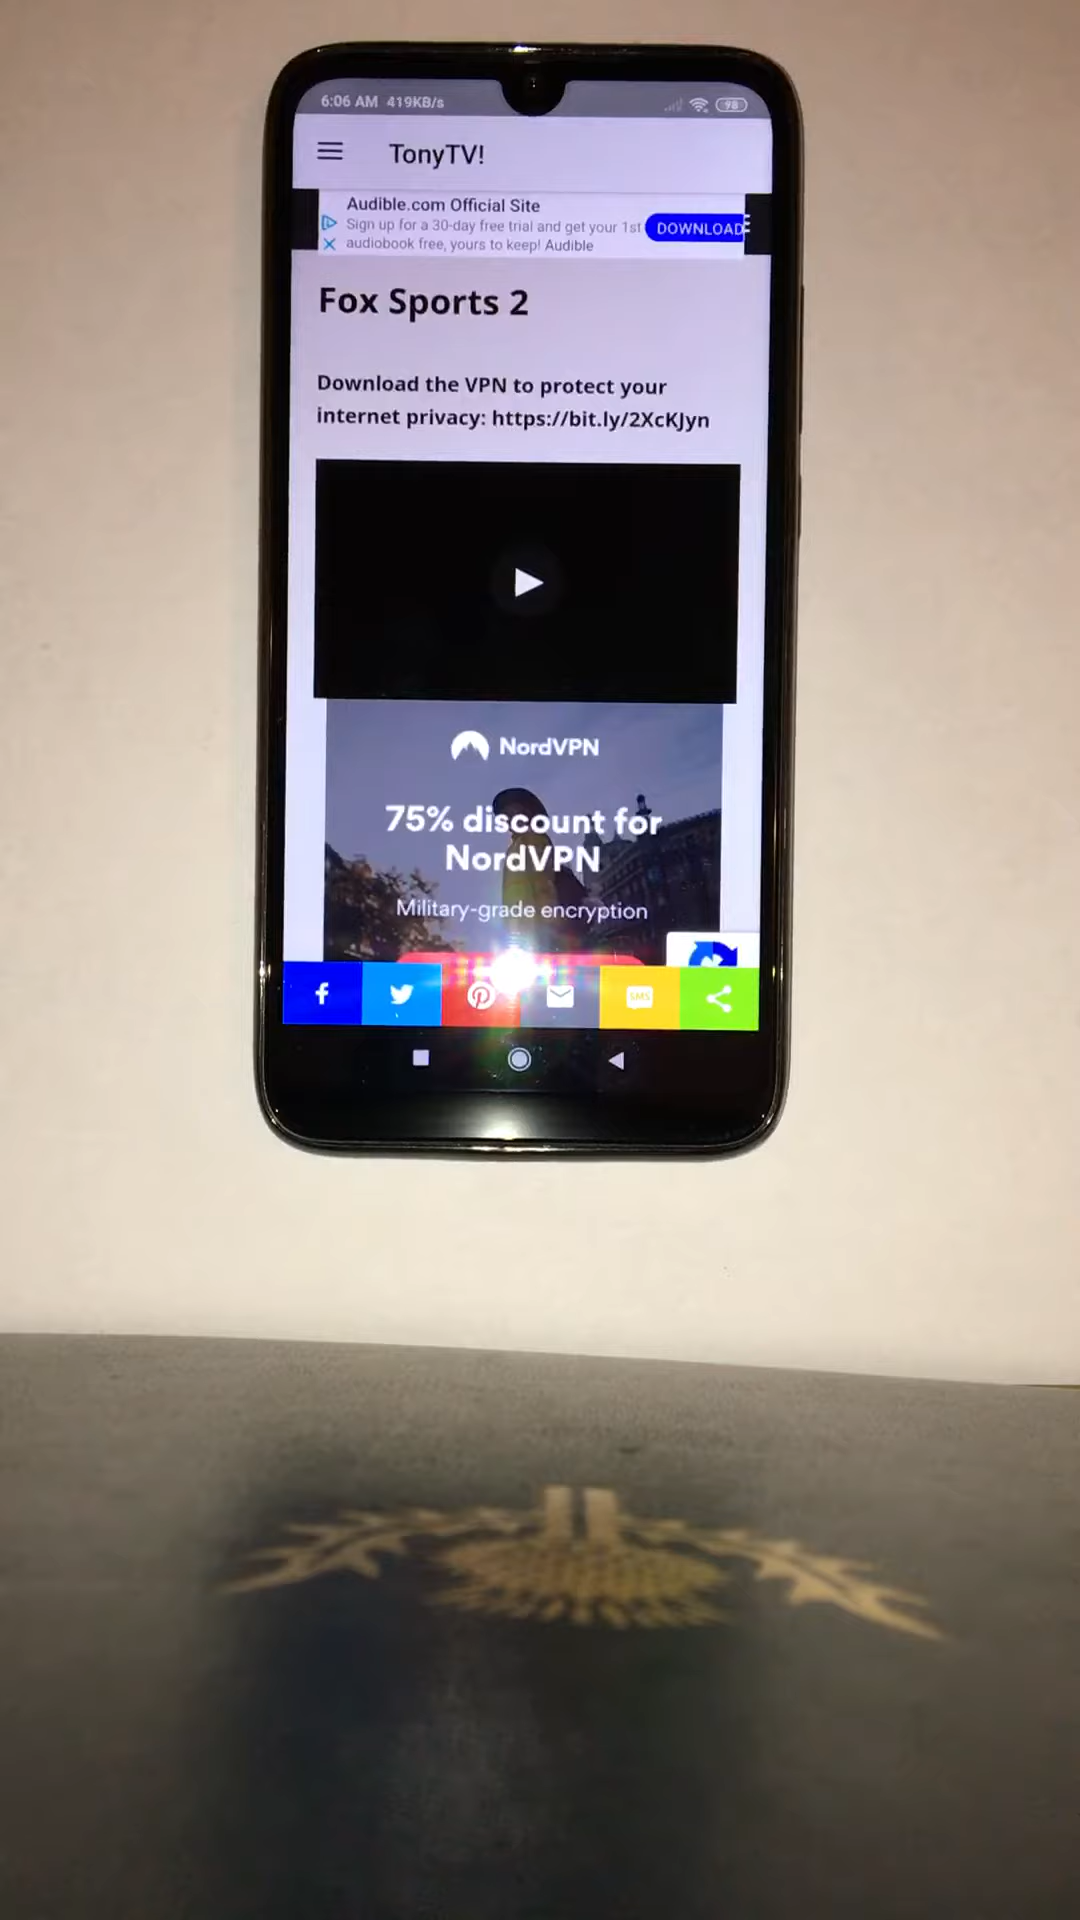 6:06 AM 419KB/s
98
TonyTV!
Audible.com Official Site
Sign up for a 30-day free trial and get your 1st
audiobook free, yours to keep! Audible
DOWNLOAD
Fox Sports 2
Download the VPN to protect your
internet privacy: https://bit.ly/2XcKJyn
NordVPN
75% discount for
NordVPN
Military-grade encryption
SMS